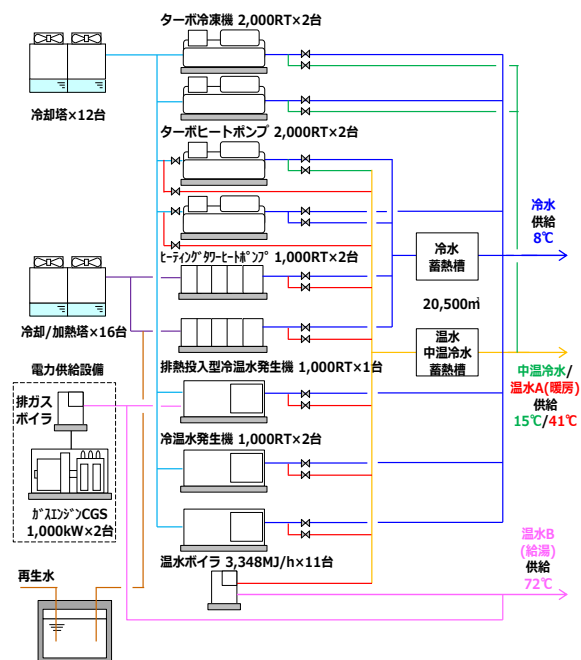 ターボ冷凍機 2,000RT×2台
冷却塔×12台
ターボヒートポンプ 2,000RT×2台
ﾋｰﾃｨﾝｸﾞﾀﾜｰﾋｰﾄﾎﾟﾝﾌﾟ 1,000RT×2台
冷却/加熱塔×16台
冷水
蓄熱槽
20,500㎥
温水
中温冷水
蓄熱槽
冷水
供給
8℃
中温冷水/
温水A(暖房)
供給
15℃/41℃
電力供給設備
排ガス
ボイラ
ｶﾞｽｴﾝｼﾞﾝCGS
1,000kW×2台
排熱投入型冷温水発生機 1,000RT×1台
冷温水発生機 1,000RT×2台
温水ボイラ 3,348MJ/h×11台
温水B
(給湯)
供給
72℃
再生水